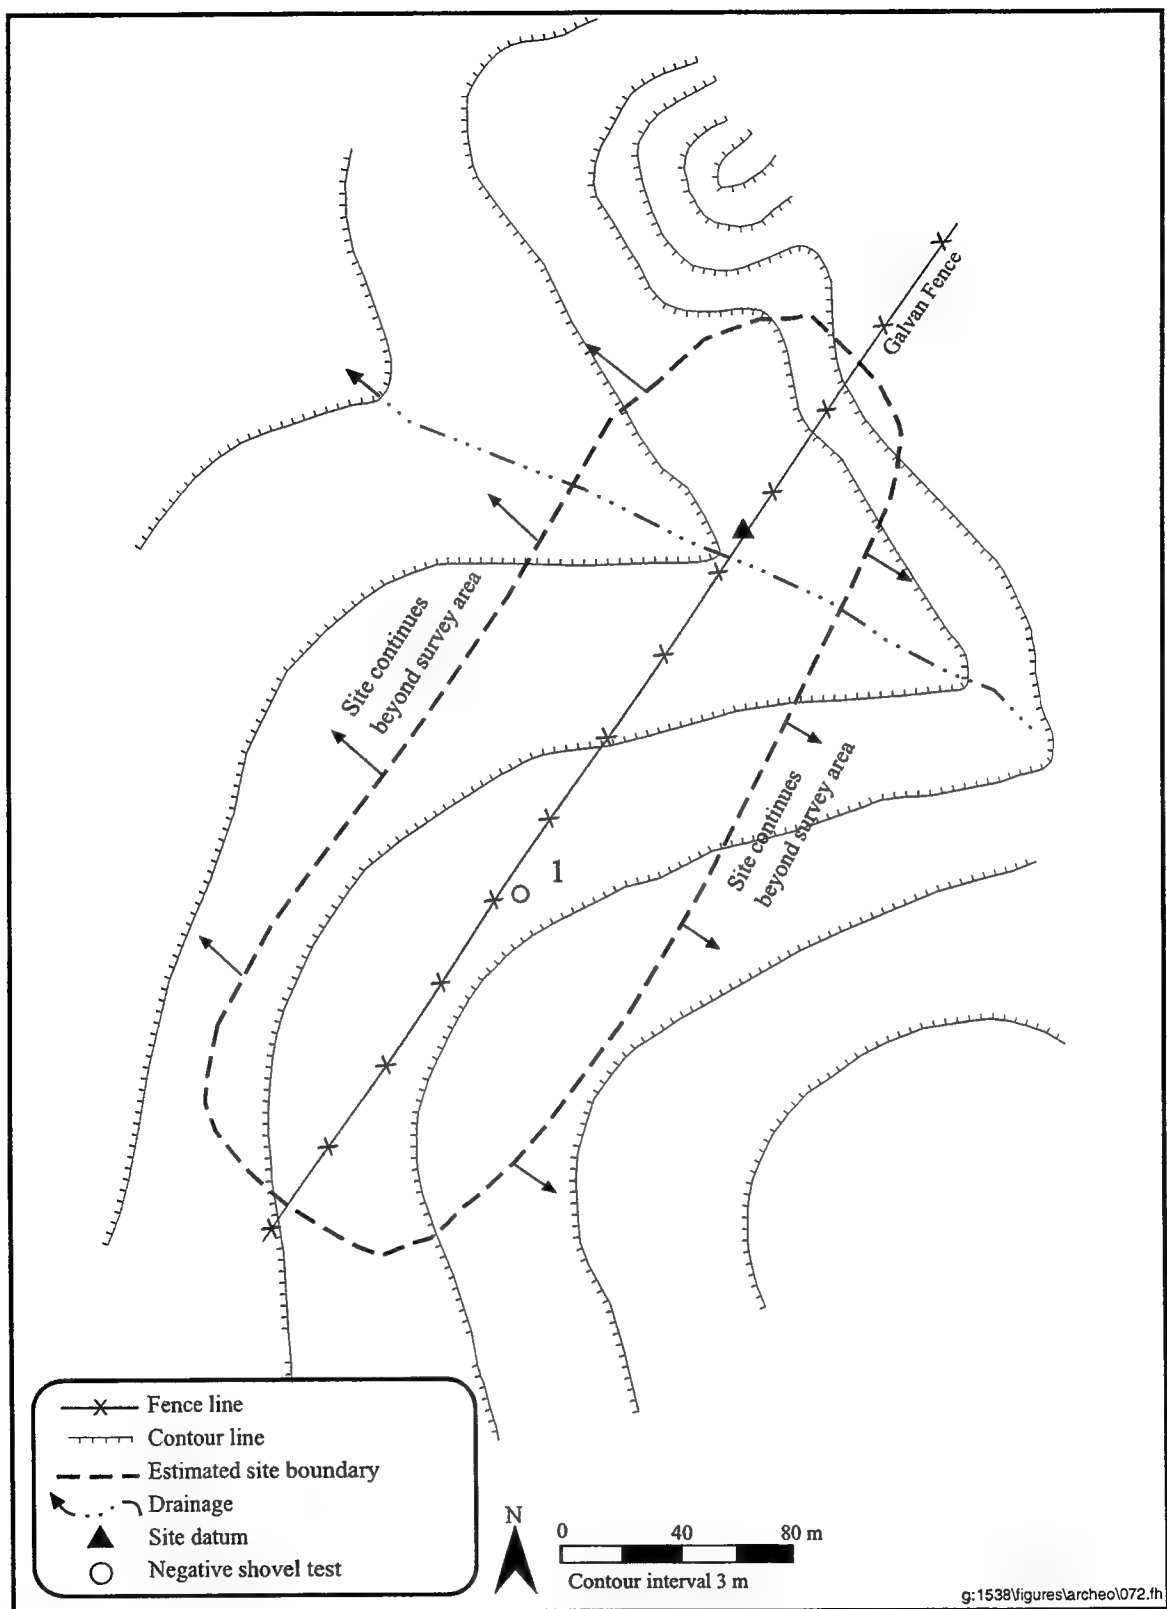 Galvan Fence
Site continues
beyond survey area
Site continues
beyond survey area
1
Fence line
Contour line
Estimated site boundary
Drainage
Site datum
Negative shovel test
N
0 40 80 m
Contour interval 3 m
g:1538\figures\archeo\072.fh